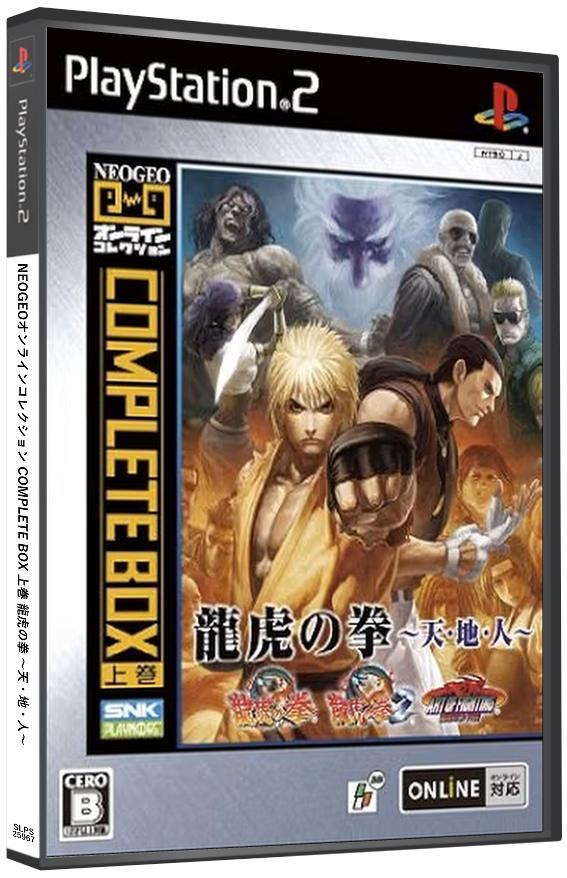 PlayStation®2
NTSC J
NEOGEO
オンライン
コレクション
COMPLETE BOX
上巻
SNK
PLAYMORE
龍虎の拳 ～天・地・人～
龍虎の拳
龍虎の拳2
ART OF FIGHTING
CERO
B
ONLINE
オンライン
対応
PlayStation®2
NEOGEOオンラインコレクション COMPLETE BOX 上巻 龍虎の拳 ～天・地・人～
SLPS
25967